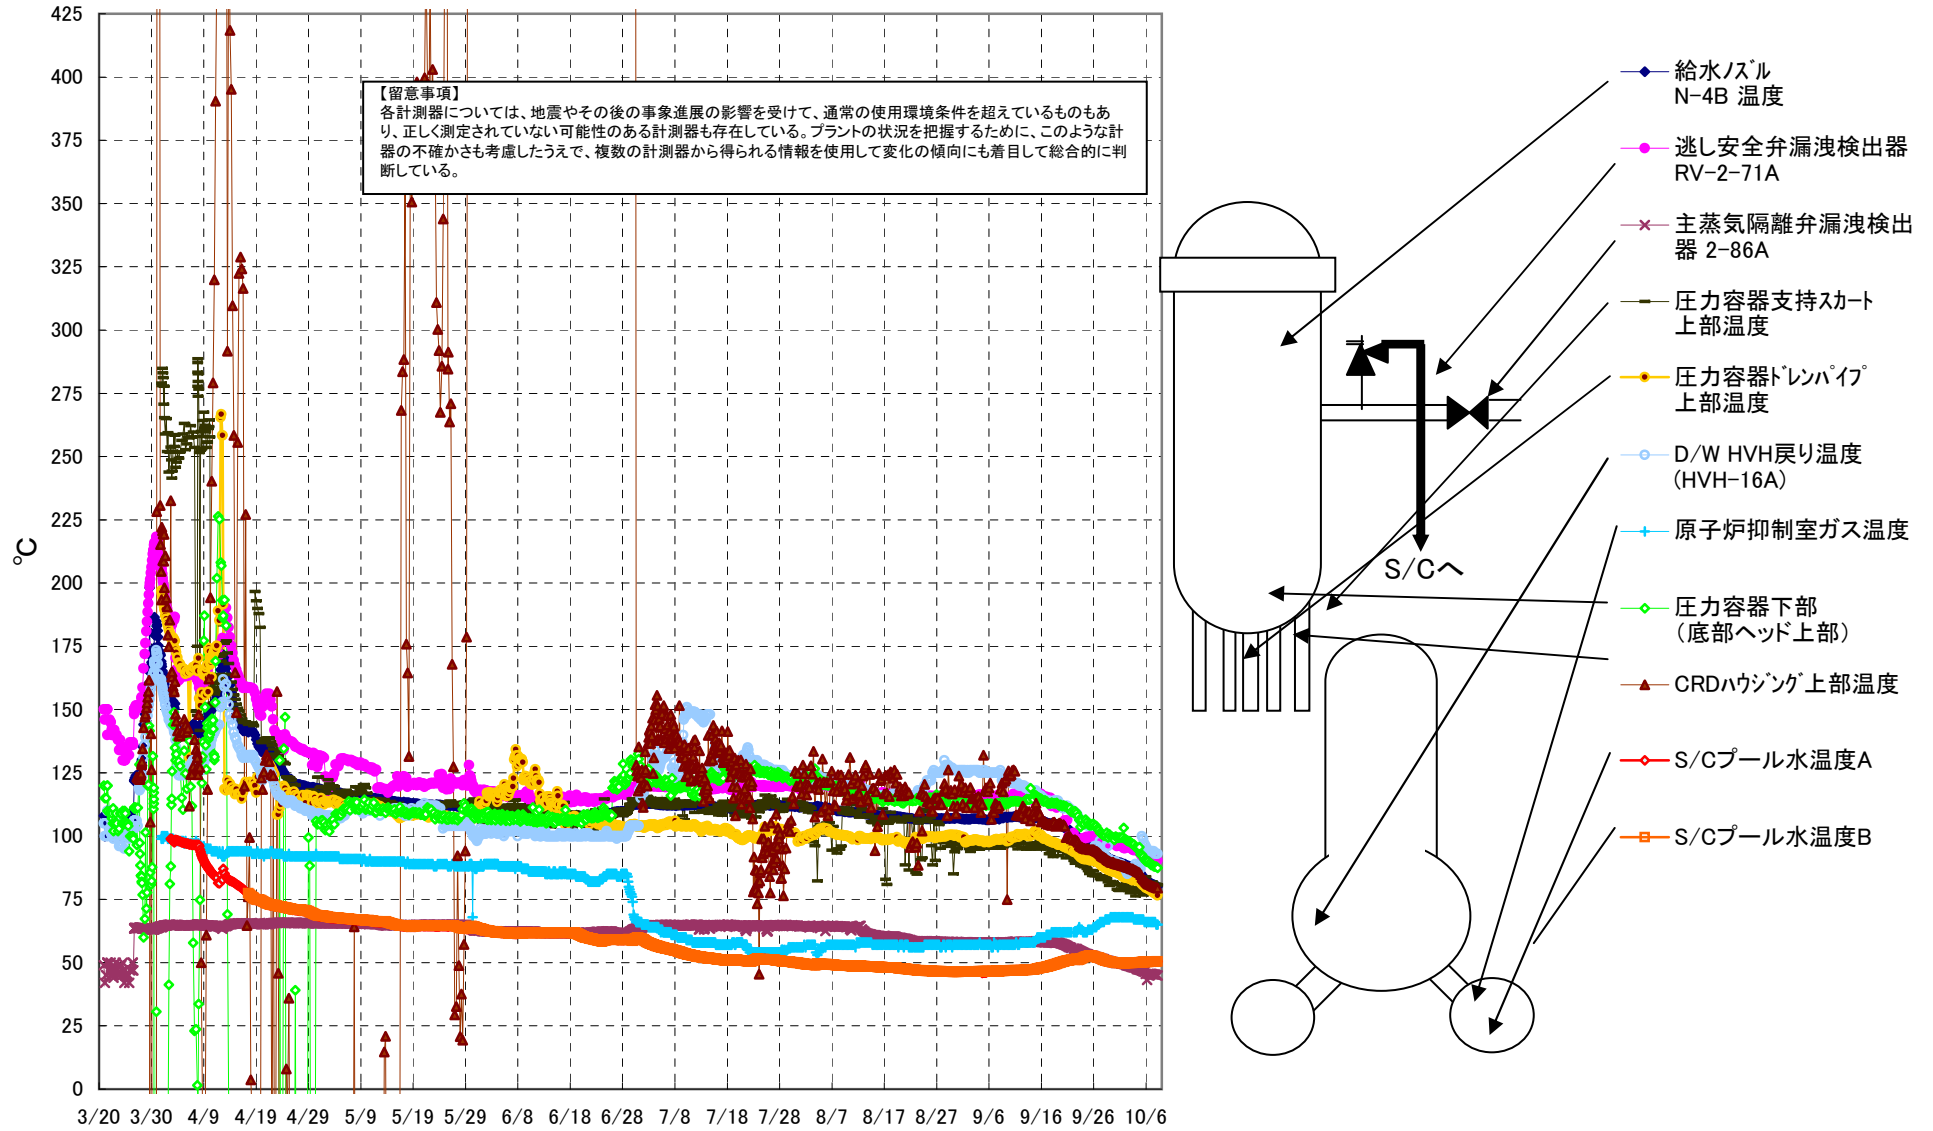 425
400
375
350
325
300
275
250
225
200
175
150
125
100
75
50
25
0
℃
3/20 3/30 4/9 4/19 4/29 5/9 5/19 5/29 6/8 6/18 6/28 7/8 7/18 7/28 8/7 8/17 8/27 9/6 9/16 9/26 10/6
【留意事項】
各計測器については、地震やその後の事象進展の影響を受けて、通常の使用環境条件を超えているものもあ
り、正しく測定されていない可能性のある計測器も存在している。プラントの状況を把握するために、このような計
器の不確かさも考慮したうえで、複数の計測器から得られる情報を使用して変化の傾向にも着目して総合的に判
断している。
S/Cへ
給水ﾉｽﾞﾙ
N-4B 温度
逃し安全弁漏洩検出器
RV-2-71A
主蒸気隔離弁漏洩検出
器 2-86A
圧力容器支持ｽｶｰﾄ
上部温度
圧力容器ﾄﾞﾚﾝﾊﾟｲﾌﾟ
上部温度
D/W HVH戻り温度
(HVH-16A)
原子炉抑制室ガス温度
圧力容器下部
（底部ヘッド上部）
CRDﾊｳｼﾞﾝｸﾞ上部温度
S/Cプール水温度A
S/Cプール水温度B